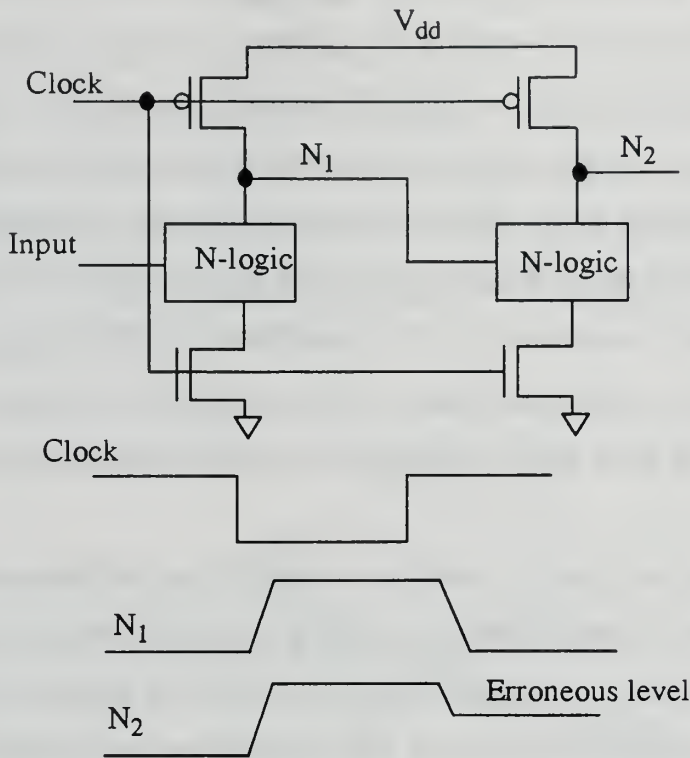 V_dd
Clock
N_1
N_2
Input
N-logic
N-logic
Clock
N_1
N_2
Erroneous level